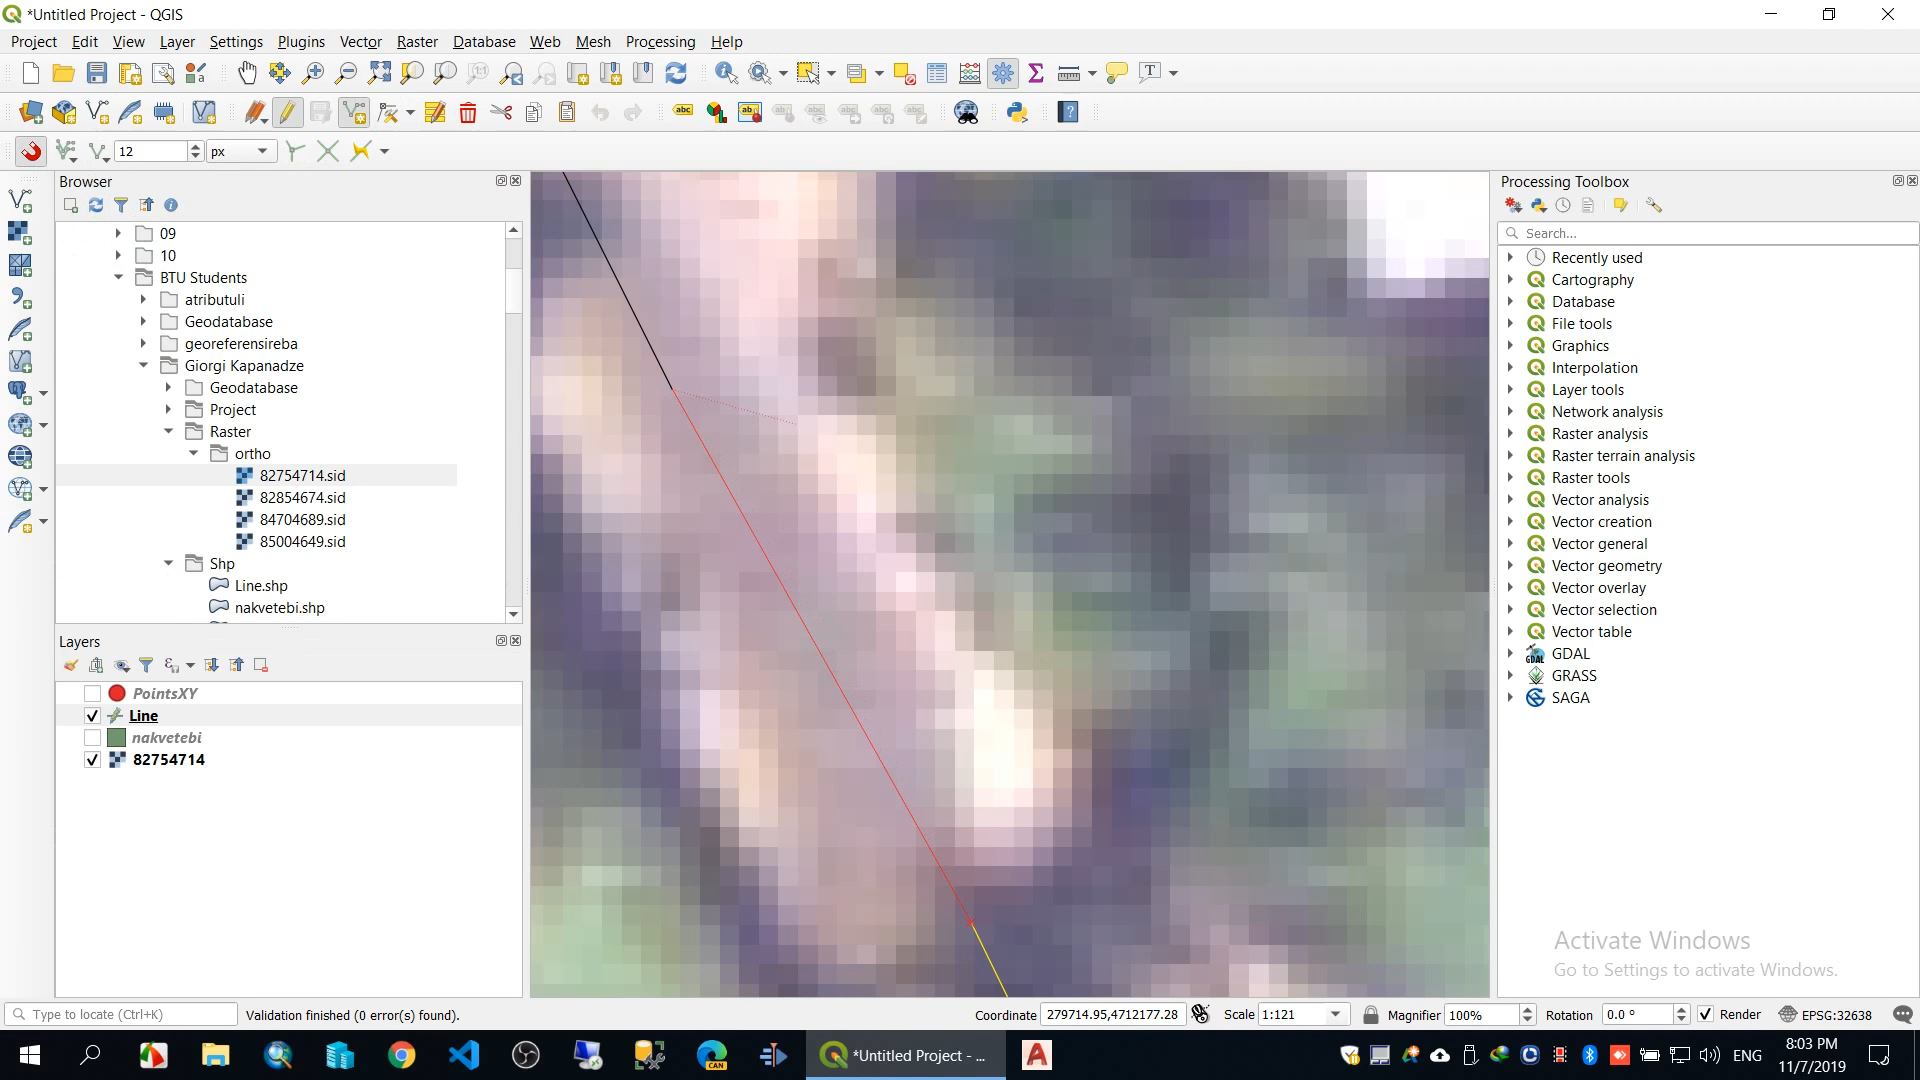 *Untitled Project - QGIS
Project Edit View Layer Settings Plugins Vector Raster Database Web Mesh Processing Help
12 px
Browser
09
10
BTU Students
atributuli
Geodatabase
georeferensireba
Giorgi Kapanadze
Geodatabase
Project
Raster
ortho
82754714.sid
82854674.sid
84704689.sid
85004649.sid
Shp
Line.shp
nakvetebi.shp
Layers
PointsXY
Line
nakvetebi
82754714
Processing Toolbox
Search...
Recently used
Cartography
Database
File tools
Graphics
Interpolation
Layer tools
Network analysis
Raster analysis
Raster terrain analysis
Raster tools
Vector analysis
Vector creation
Vector general
Vector geometry
Vector overlay
Vector selection
Vector table
GDAL
GRASS
SAGA
Activate Windows
Go to Settings to activate Windows.
Type to locate (Ctrl+K) Validation finished (0 error(s) found). Coordinate 279714.95,4712177.28 Scale 1:121 Magnifier 100% Rotation 0.0 ° Render EPSG:32638
*Untitled Project - ... ENG 8:03 PM
11/7/2019